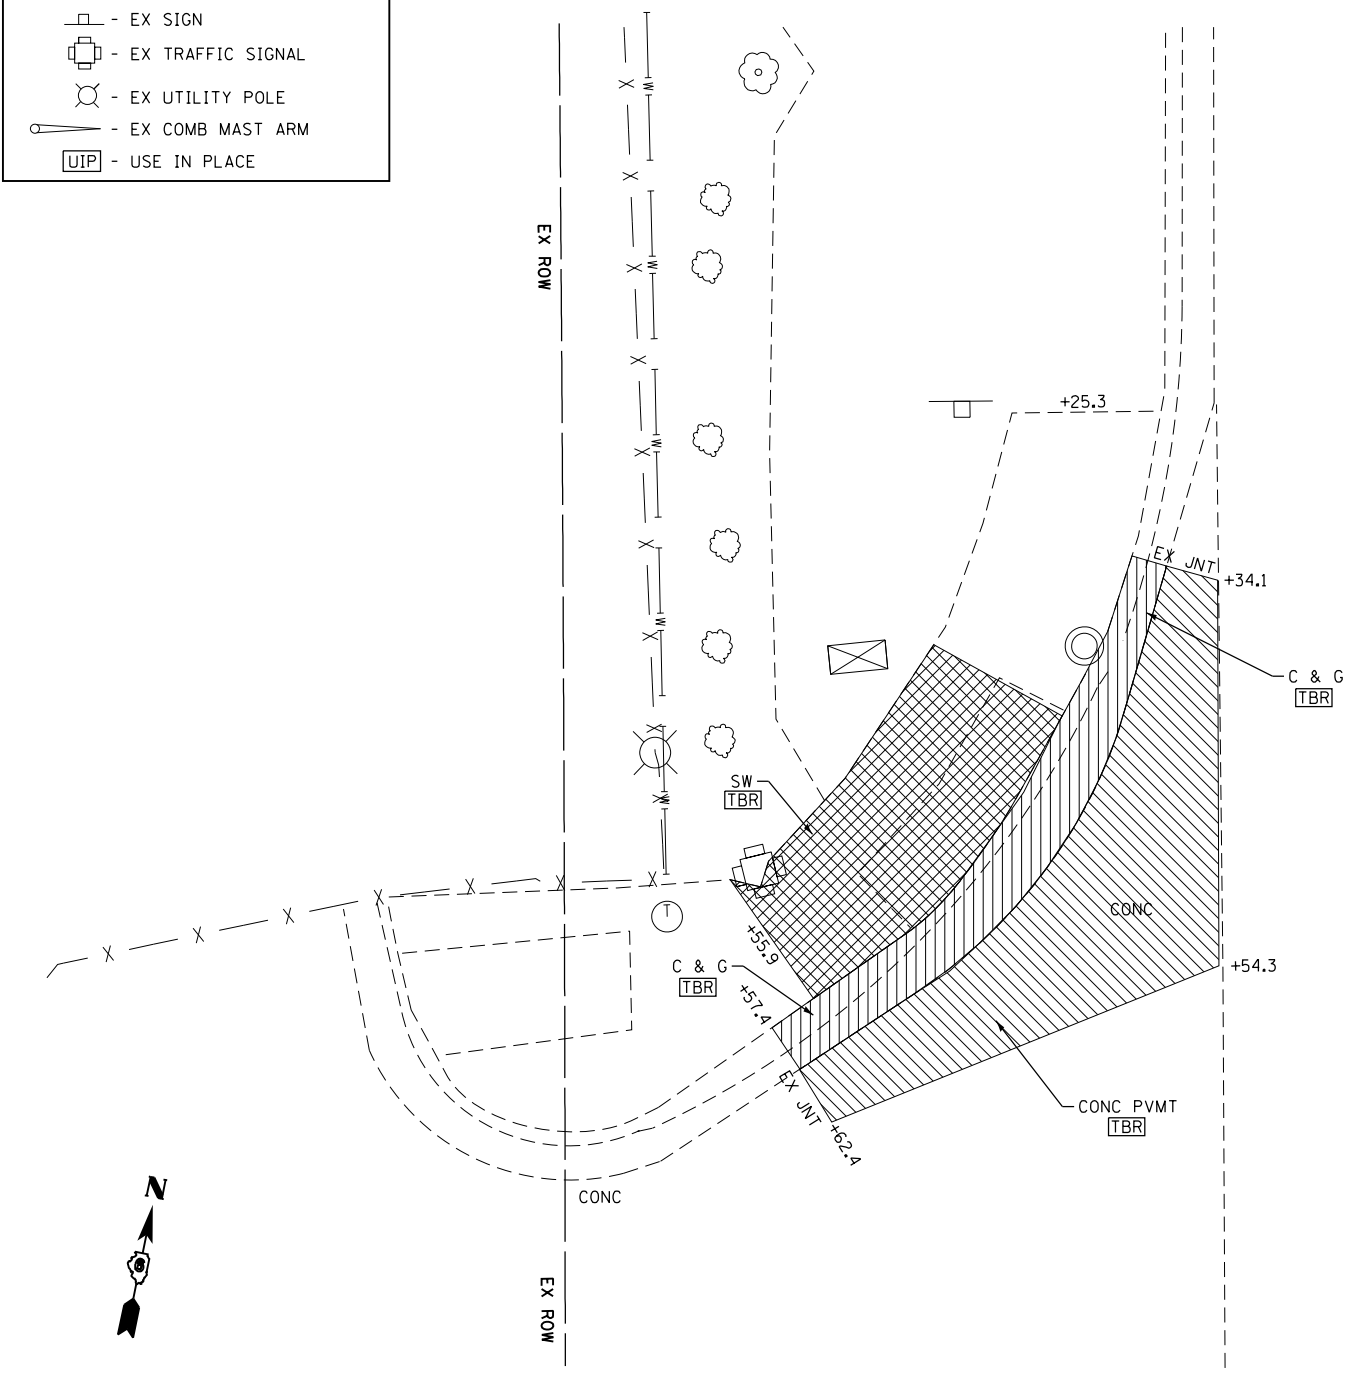 - EX SIGN
- EX TRAFFIC SIGNAL
- EX UTILITY POLE
- EX COMB MAST ARM
UIP - USE IN PLACE
EX ROW
W
X
X
W
X
X
W
X
X
W
X
X
W
X
X
X
X
X
X
X
+25.3
EX JNT
+34.1
C & G
TBR
SW
TBR
T
+55.9
CONC
C & G
TBR
+57.4
+54.3
EX JNT
+62.4
CONC PVMT
TBR
CONC
N
EX ROW